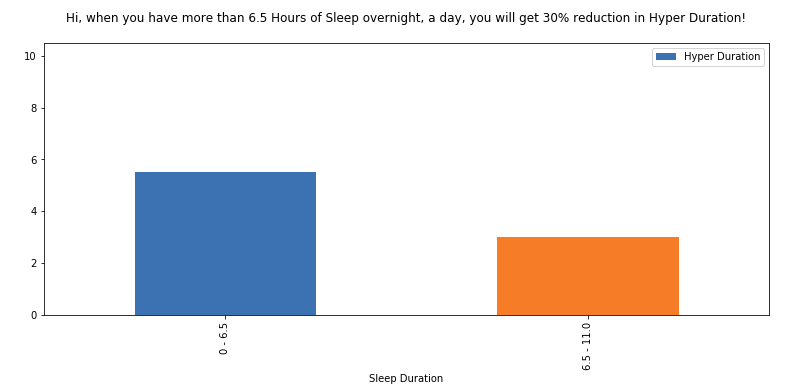 Hi, when you have more than 6.5 Hours of Sleep overnight, a day, you will get 30% reduction in Hyper Duration!
Hyper Duration
10
8
6
4
2
0
0 - 6.5
6.5 - 11.0
Sleep Duration